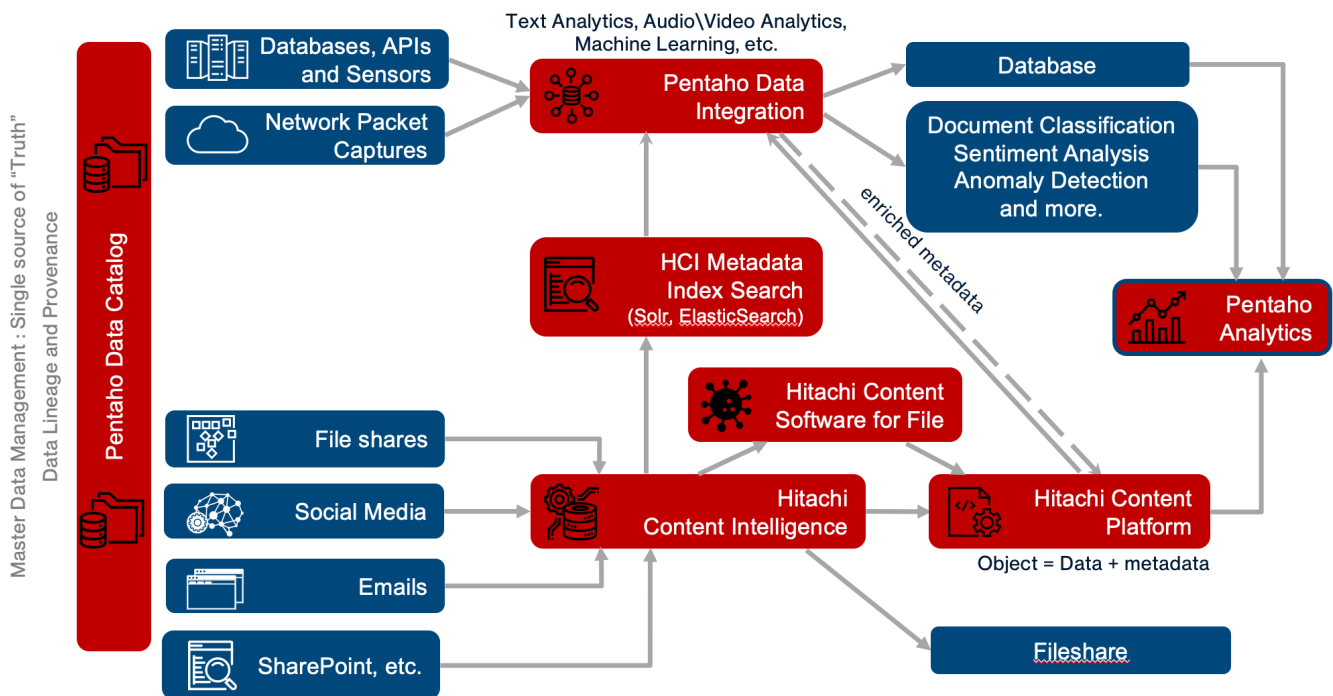 Master Data Management : Single source of “Truth”
Data Lineage and Provenance
Pentaho Data Catalog
Databases, APIs
and Sensors
Network Packet
Captures
File shares
Social Media
Emails
SharePoint, etc.
Text Analytics, Audio\Video Analytics,
Machine Learning, etc.
Pentaho Data
Integration
HCI Metadata
Index Search
(Solr, ElasticSearch)
Hitachi Content
Software for File
Hitachi
Content Intelligence
enriched metadata
Database
Document Classification
Sentiment Analysis
Anomaly Detection
and more.
Pentaho
Analytics
Hitachi Content
Platform
Object = Data + metadata
Fileshare